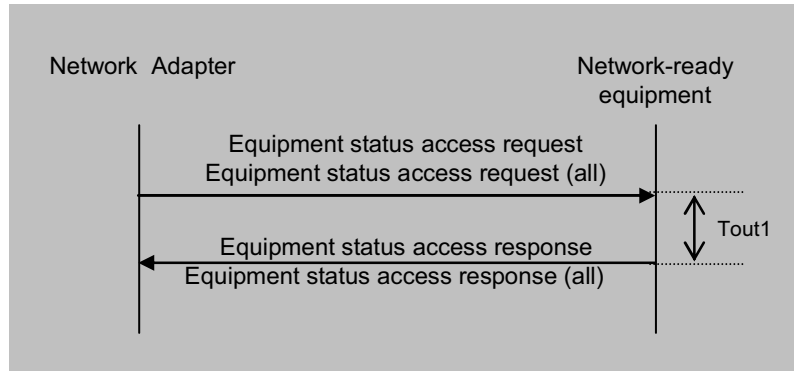 Network Adapter
Network-ready
equipment
Equipment status access request
Equipment status access request (all)
Tout1
Equipment status access response
Equipment status access response (all)